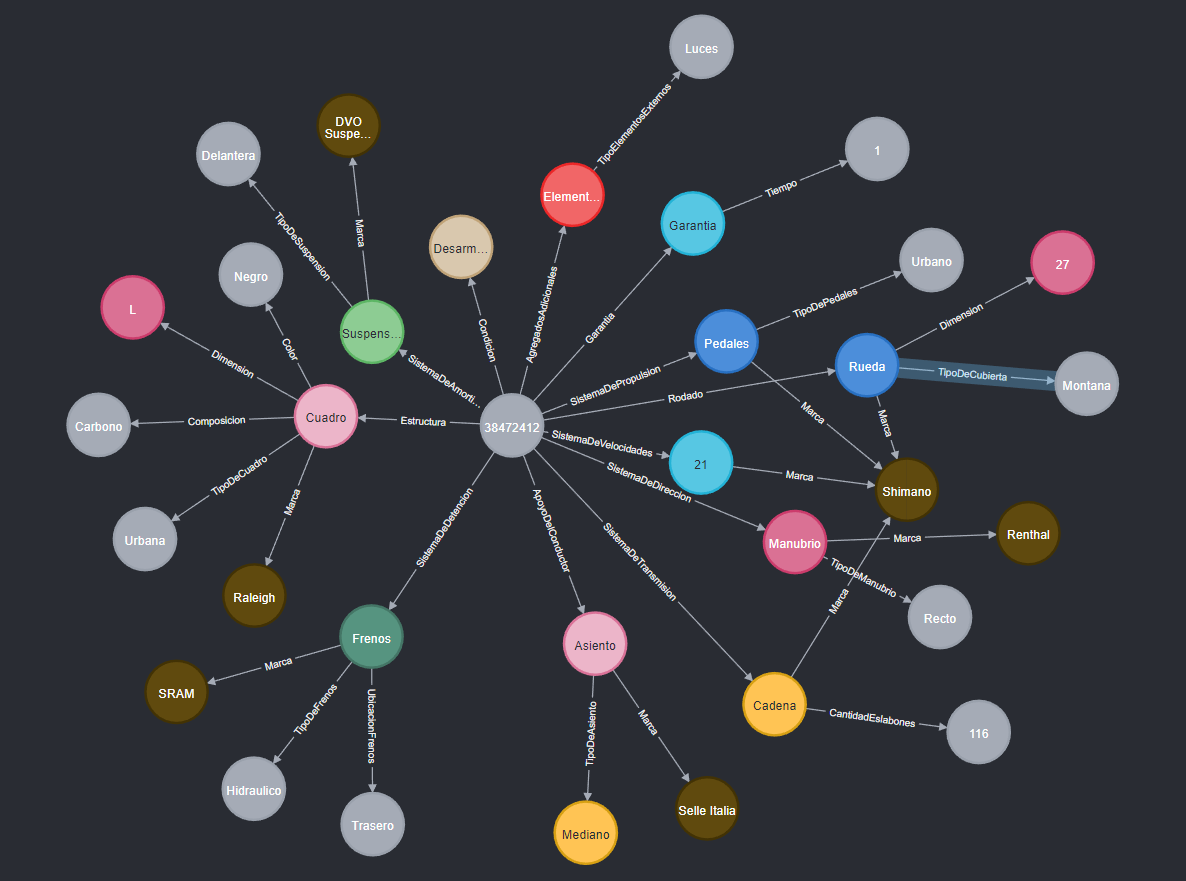 Luces
TipoElementosExternos
DVO
Suspe...
Delantera
1
Tiempo
Element...
TipoDeSuspension
Marca
Garantia
Desarm...
Urbano
27
Negro
TipoDePedales
Dimension
L
AgregadosAdicionales
Garantia
Condicion
Suspens...
Color
Pedales
Dimension
Rueda
TipoDeCubierta
Montana
SistemaDeAmorti...
SistemaDePropulsion
Rodado
Marca
Marca
Cuadro
Composicion
Carbono
Estructura
38472412
SistemaDeVelocidades
21
Marca
Shimano
TipoDeCuadro
Marca
SistemaDeDireccion
Urbana
SistemaDeDetencion
ApoyoDelConductor
SistemaDeTransmision
Manubrio
Marca
Renthal
TipoDeManubrio
Marca
Raleigh
Recto
Frenos
Asiento
Marca
SRAM
TipoDeFrenos
UbicacionFrenos
TipoDeAsiento
Marca
Cadena
CantidadEslabones
116
Hidraulico
Trasero
Selle Italia
Mediano